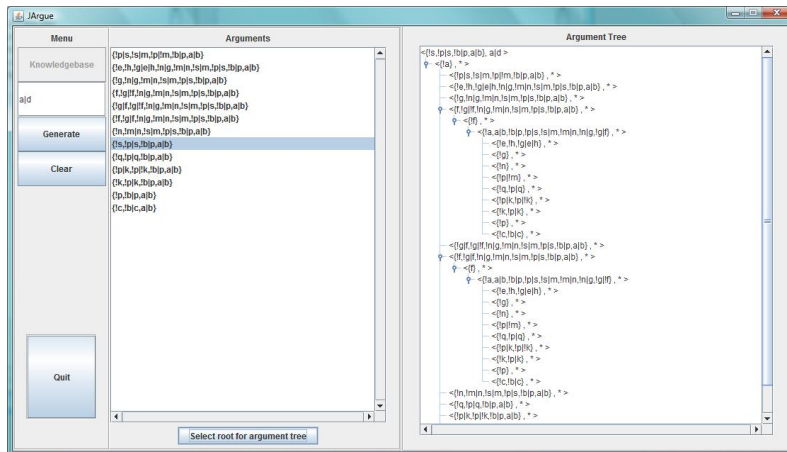 JArgue
Menu
Knowledgebase
a|d
Generate
Clear
Quit
Arguments
{!p|s,!s|m,!p|!m,!b|p,a|b}
{!e,!h,!g|e|h,!n|g,!m|n,!s|m,!p|s,!b|p,a|b}
{!g,!n|g,!m|n,!s|m,!p|s,!b|p,a|b}
{f,!g|!f,!n|g,!m|n,!s|m,!p|s,!b|p,a|b}
{!g|f,!g|!f,!n|g,!m|n,!s|m,!p|s,!b|p,a|b}
{!f,!g|f,!n|g,!m|n,!s|m,!p|s,!b|p,a|b}
{!n,!m|n,!s|m,!p|s,!b|p,a|b}
{!s,!p|s,!b|p,a|b}
{!q,!p|q,!b|p,a|b}
{!p|k,!p|!k,!b|p,a|b}
{!k,!p|k,!b|p,a|b}
{!p,!b|p,a|b}
{!c,!b|c,a|b}
Select root for argument tree
Argument Tree
<{!s,!p|s,!b|p,a|b}, a|d >
<{!a} , * >
<{!p|s,!s|m,!p|!m,!b|p,a|b} , * >
<{!e,!h,!g|e|h,!n|g,!m|n,!s|m,!p|s,!b|p,a|b} , * >
<{!g,!n|g,!m|n,!s|m,!p|s,!b|p,a|b} , * >
<{f,!g|!f,!n|g,!m|n,!s|m,!p|s,!b|p,a|b} , * >
<{!f} , * >
<{!a,a|b,!b|p,!p|s,!s|m,!m|n,!n|g,!g|f} , * >
<{!e,!h,!g|e|h} , * >
<{!g} , * >
<{!n} , * >
<{!p|!m} , * >
<{!q,!p|q} , * >
<{!p|k,!p|!k} , * >
<{!k,!p|k} , * >
<{!p} , * >
<{!c,!b|c} , * >
<{!g|f,!g|!f,!n|g,!m|n,!s|m,!p|s,!b|p,a|b} , * >
<{!f,!g|f,!n|g,!m|n,!s|m,!p|s,!b|p,a|b} , * >
<{f} , * >
<{!a,a|b,!b|p,!p|s,!s|m,!m|n,!n|g,!g|!f} , * >
<{!e,!h,!g|e|h} , * >
<{!g} , * >
<{!n} , * >
<{!p|!m} , * >
<{!q,!p|q} , * >
<{!p|k,!p|!k} , * >
<{!k,!p|k} , * >
<{!p} , * >
<{!c,!b|c} , * >
<{!n,!m|n,!s|m,!p|s,!b|p,a|b} , * >
<{!q,!p|q,!b|p,a|b} , * >
<{!p|k,!p|!k,!b|p,a|b} , * >